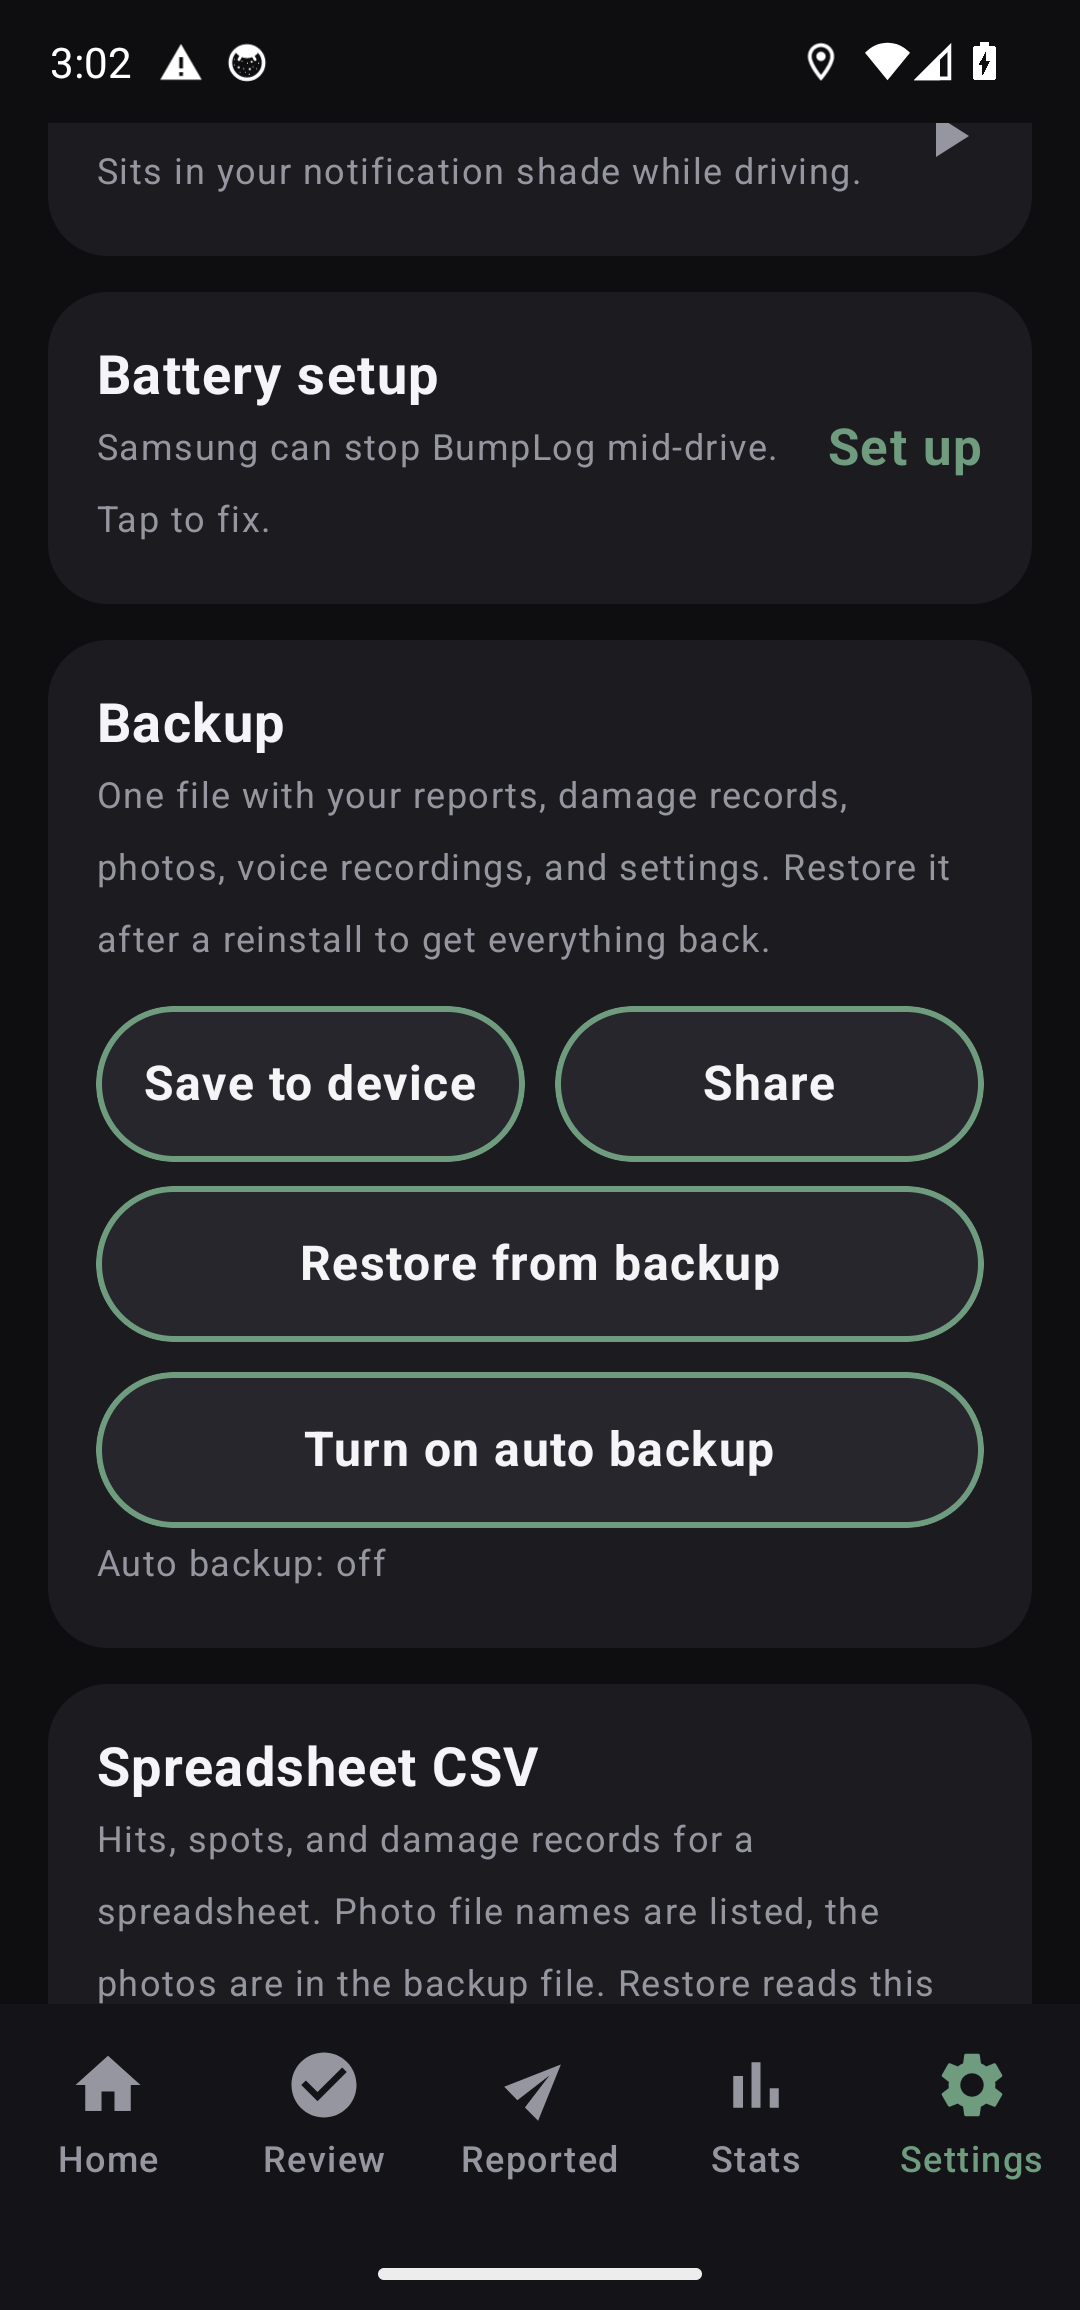 3:02
Sits in your notification shade while driving.
Battery setup
Samsung can stop BumpLog mid-drive.
Tap to fix.
Set up
Backup
One file with your reports, damage records,
photos, voice recordings, and settings. Restore it
after a reinstall to get everything back.
Save to device
Share
Restore from backup
Turn on auto backup
Auto backup: off
Spreadsheet CSV
Hits, spots, and damage records for a
spreadsheet. Photo file names are listed, the
photos are in the backup file. Restore reads this
Home
Review
Reported
Stats
Settings